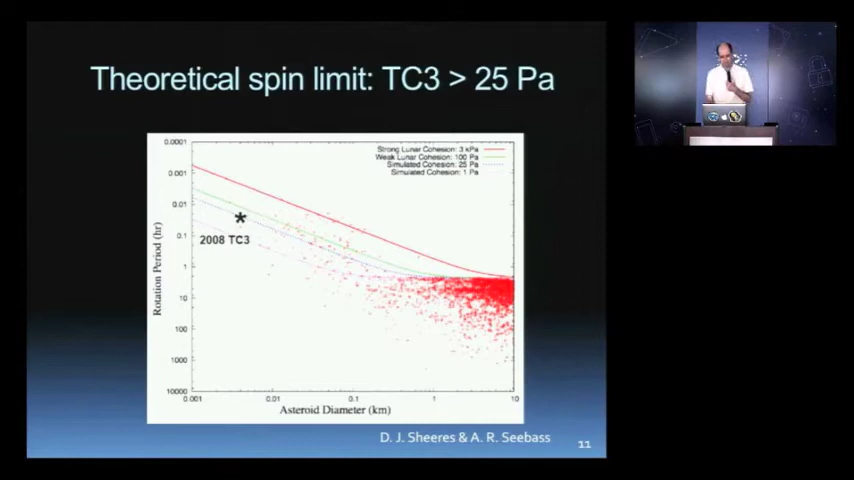 Theoretical spin limit: TC3 > 25 Pa
Strong Lunar Cohesion: 3 kPa
Weak Lunar Cohesion: 100 Pa
Simulated Cohesion: 25 Pa
Simulated Cohesion: 1 Pa
0.0001
0.001
0.01
0.1
1
10
100
1000
10000
Rotation Period (hr)
*
2008 TC3
0.001
0.01
0.1
1
10
Asteroid Diameter (km)
D. J. Sheeres & A. R. Seebass
11